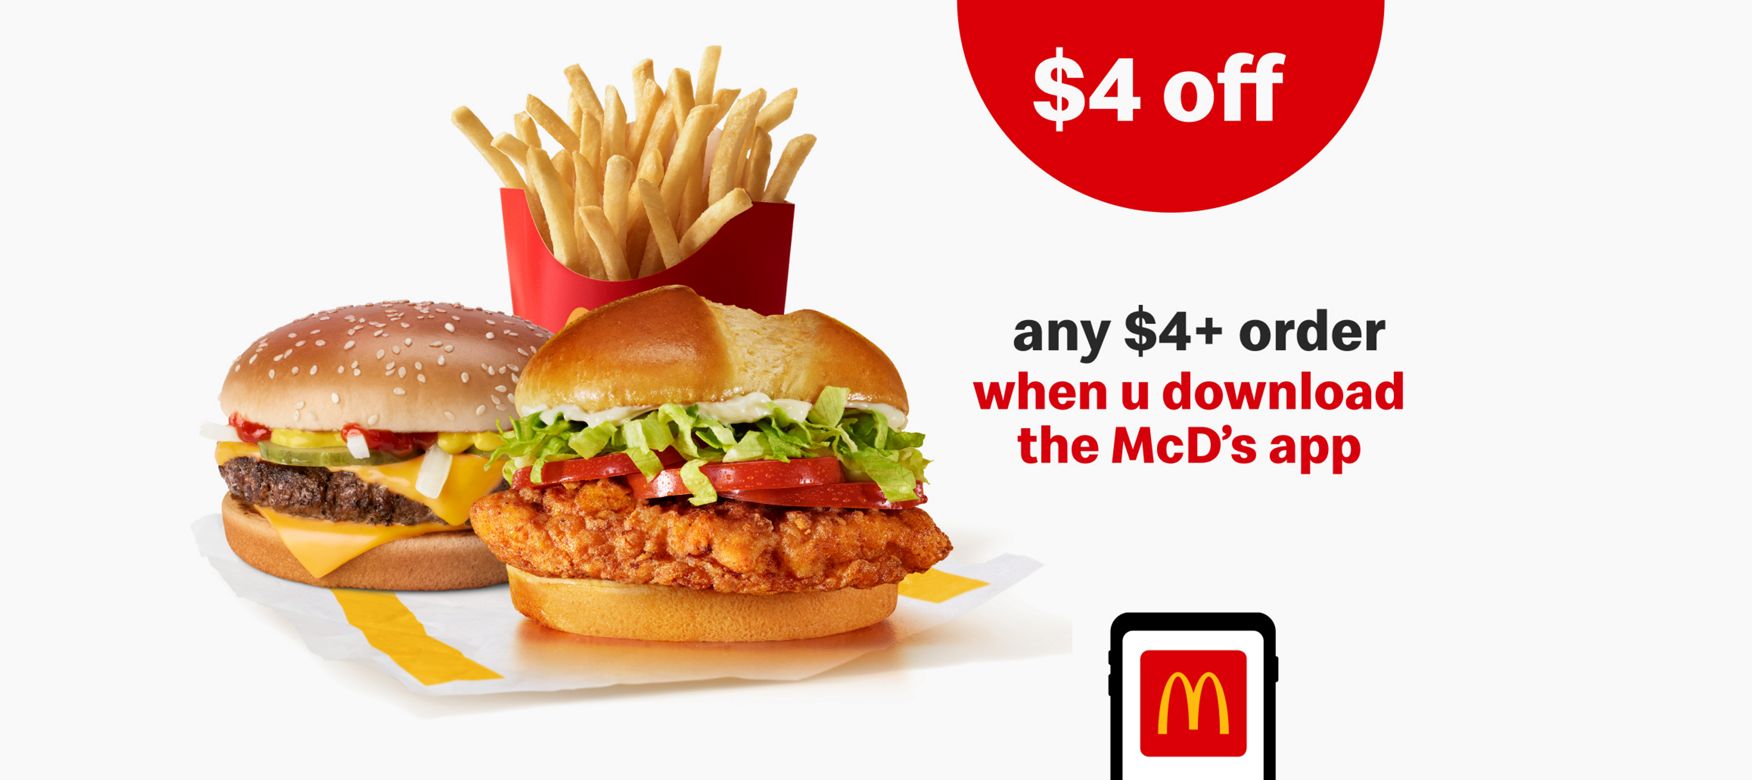 $4 off
any $4+ order
when u download
the McD’s app